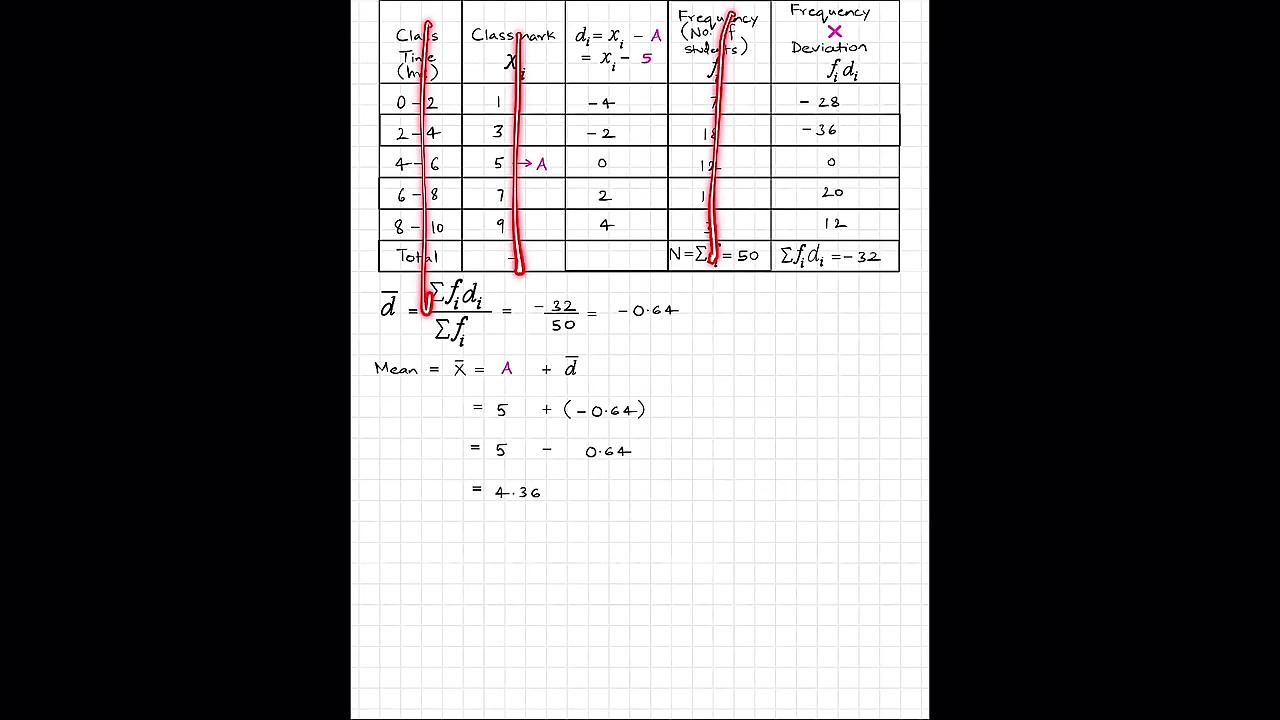 Class Time (hr) Class mark xᵢ dᵢ = xᵢ − A = xᵢ − 5 Frequency (No. of students) fᵢ Frequency × Deviation fᵢdᵢ
0 - 2 1 -4 7 - 28
2 - 4 3 -2 18 - 36
4 - 6 5 → A 0 12 0
6 - 8 7 2 20
8 - 10 9 4 3 12
Total - N = Σfᵢ = 50 Σfᵢdᵢ = - 32
d̅ = Σfᵢdᵢ / Σfᵢ = -32 / 50 = - 0.64
Mean = x̄ = A + d̅
= 5 + (- 0.64)
= 5 - 0.64
= 4.36